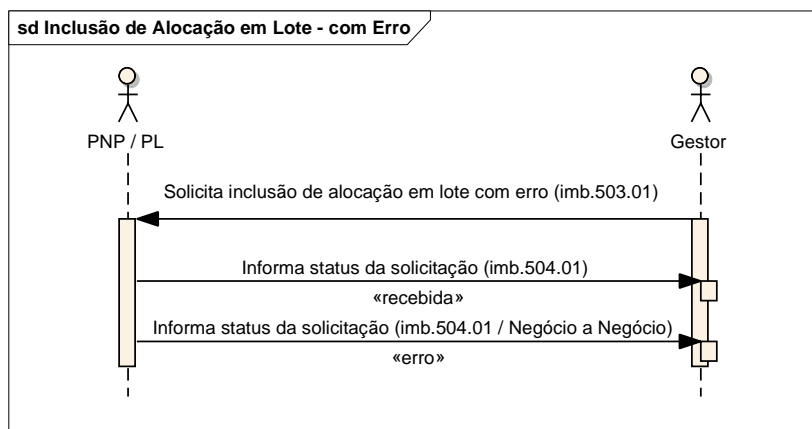 sd Inclusão de Alocação em Lote - com Erro
PNP / PL
Gestor
Solicita inclusão de alocação em lote com erro (imb.503.01)
Informa status da solicitação (imb.504.01)
«recebida»
Informa status da solicitação (imb.504.01 / Negócio a Negócio)
«erro»